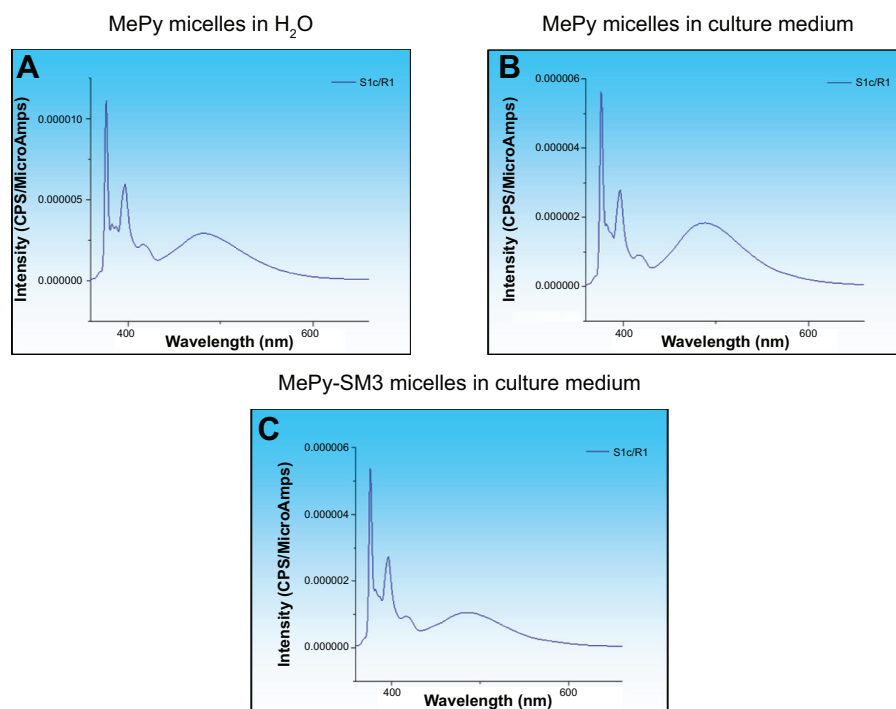 MePy micelles in H₂O
MePy micelles in culture medium
A
S1c/R1
0.000010
0.000005
0.000000
Intensity (CPS/MicroAmps)
400
600
Wavelength (nm)
B
S1c/R1
0.000006
0.000004
0.000002
0.000000
Intensity (CPS/MicroAmps)
400
600
Wavelength (nm)
MePy-SM3 micelles in culture medium
C
S1c/R1
0.000006
0.000004
0.000002
0.000000
Intensity (CPS/MicroAmps)
400
600
Wavelength (nm)